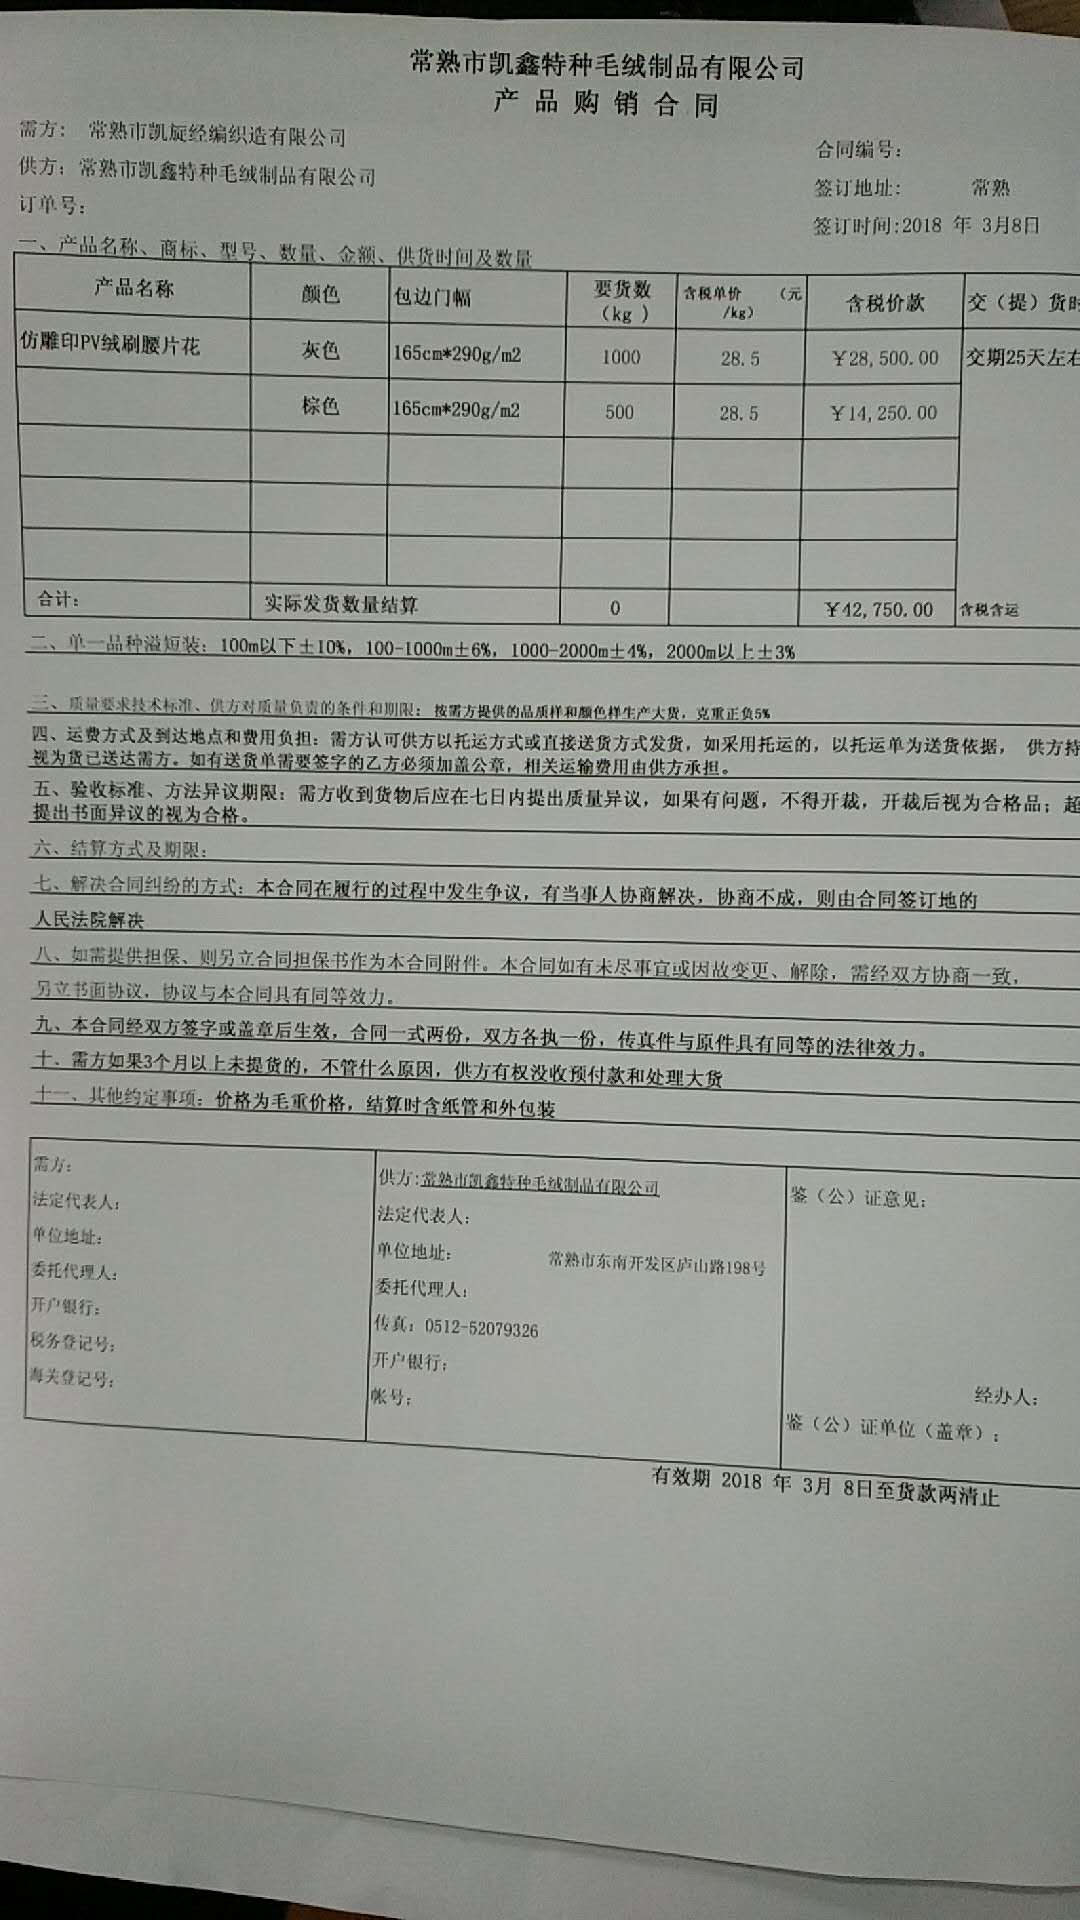 常熟市凯鑫特种毛绒制品有限公司
产品购销合同
需方： 常熟市凯旋经编织造有限公司
合同编号：
供方：常熟市凯鑫特种毛绒制品有限公司
签订地址： 常熟
订单号：
签订时间:2018 年 3月8日
一、产品名称、商标、型号、数量、金额、供货时间及数量
产品名称 颜色 包边门幅 要货数（kg ） 含税单价 （元/kg） 含税价款 交（提）货时
仿雕印PV绒刷腰片花 灰色 165cm*290g/m2 1000 28.5 ￥28,500.00 交期25天左右
棕色 165cm*290g/m2 500 28.5 ￥14,250.00
合计： 实际发货数量结算 0 ￥42,750.00 含税含运
二、单一品种溢短装：100m以下±10%，100-1000m±6%，1000-2000m±4%，2000m以上±3%
三、质量要求技术标准、供方对质量负责的条件和期限：按需方提供的品质样和颜色样生产大货，克重正负5%
四、运费方式及到达地点和费用负担：需方认可供方以托运方式或直接送货方式发货，如采用托运的，以托运单为送货依据， 供方持
视为货已送达需方。如有送货单需要签字的乙方必须加盖公章，相关运输费用由供方承担。
五、验收标准、方法异议期限：需方收到货物后应在七日内提出质量异议，如果有问题，不得开裁，开裁后视为合格品；超
提出书面异议的视为合格。
六、结算方式及期限：
七、解决合同纠纷的方式：本合同在履行的过程中发生争议，有当事人协商解决，协商不成，则由合同签订地的
人民法院解决
八、如需提供担保、则另立合同担保书作为本合同附件。本合同如有未尽事宜或因故变更、解除，需经双方协商一致，
另立书面协议，协议与本合同具有同等效力。
九、本合同经双方签字或盖章后生效，合同一式两份，双方各执一份，传真件与原件具有同等的法律效力。
十、需方如果3个月以上未提货的，不管什么原因，供方有权没收预付款和处理大货
十一、其他约定事项：价格为毛重价格，结算时含纸管和外包装
需方：
法定代表人：
单位地址：
委托代理人：
开户银行：
税务登记号：
海关登记号：
供方:常熟市凯鑫特种毛绒制品有限公司
法定代表人：
单位地址： 常熟市东南开发区庐山路198号
委托代理人：
传真：0512-52079326
开户银行：
帐号：
鉴（公）证意见：
经办人：
鉴（公）证单位（盖章）：
有效期 2018 年 3月 8日至货款两清止